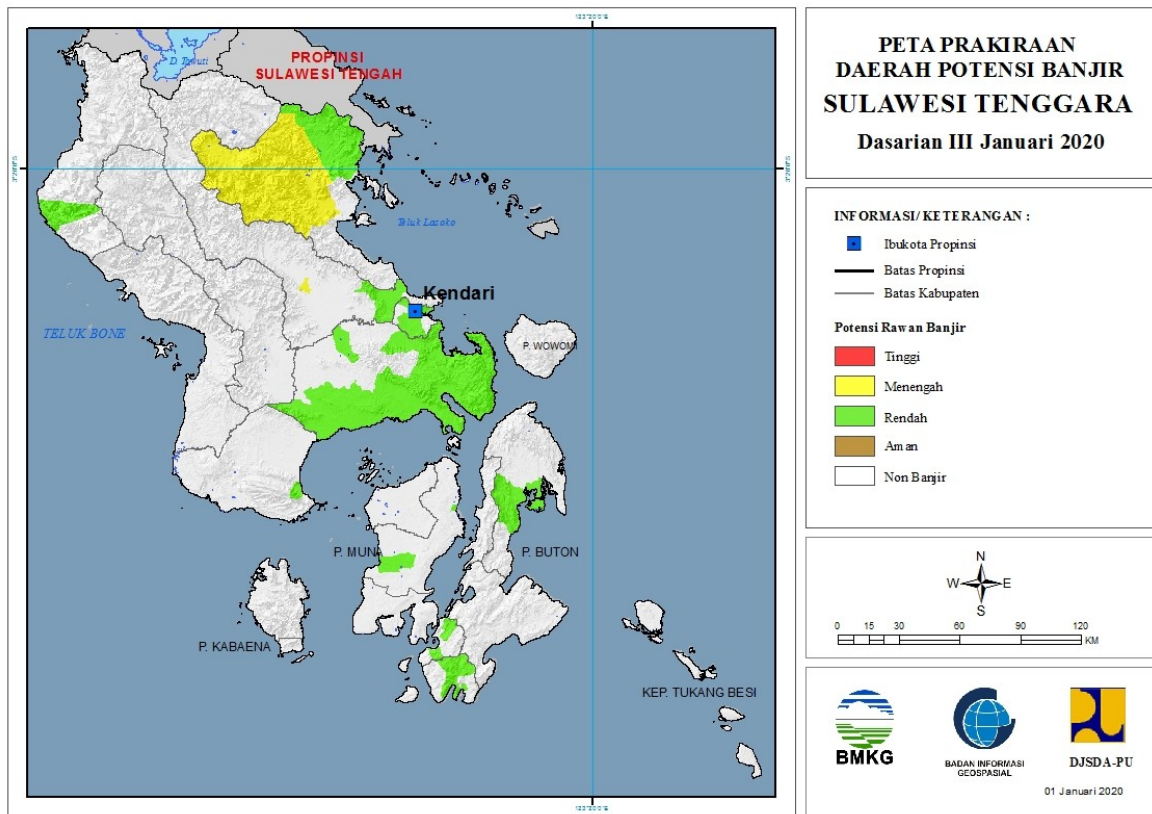 PETA PRAKIRAAN
DAERAH POTENSI BANJIR
SULAWESI TENGGARA
Dasarian III Januari 2020
INFORMASI/ KETERANGAN :
Ibukota Propinsi
Batas Propinsi
Batas Kabupaten
Potensi Rawan Banjir
Tinggi
Menengah
Rendah
Aman
Non Banjir
N
W E
S
0 15 30 60 90 120
KM
BMKG
BADAN INFORMASI
GEOSPASIAL
DJSDA-PU
01 Januari 2020
PROPINSI
SULAWESI TENGAH
Teluk Lasoko
Kendari
TELUK BONE
P. WOWONI
P. MUNA
P. BUTON
P. KABAENA
KEP. TUKANG BESI